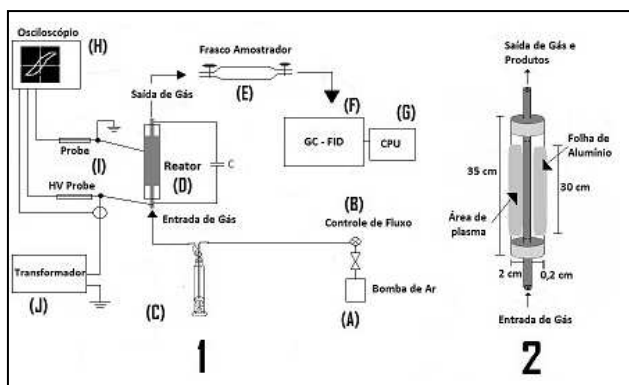 Osciloscópio
(H)
Frasco Amostrador
(E)
Saída de Gás
(F)
(G)
GC - FID
CPU
Probe
(I)
Reator
(D)
C
HV Probe
Entrada de Gás
(B)
Controle de Fluxo
Transformador
(J)
(C)
Bomba de Ar
(A)
1
Saída de Gás e
Produtos
Folha de
Alumínio
35 cm
30 cm
Área de
plasma
2 cm
0,2 cm
Entrada de Gás
2